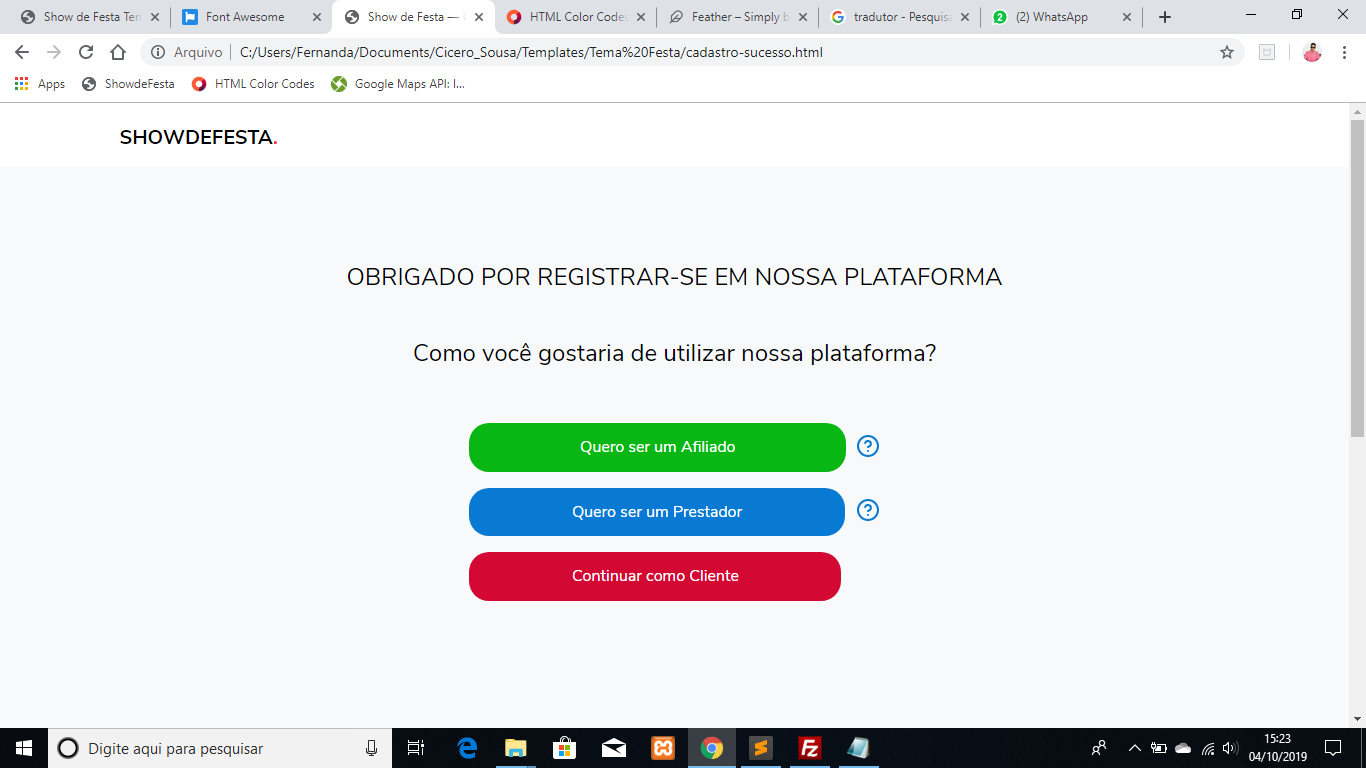 Show de Festa Tem
Font Awesome
Show de Festa — C
HTML Color Codes
Feather – Simply b
tradutor - Pesquisa
(2) WhatsApp
Arquivo C:/Users/Fernanda/Documents/Cicero_Sousa/Templates/Tema%20Festa/cadastro-sucesso.html
Apps ShowdeFesta HTML Color Codes Google Maps API: l...
SHOWDEFESTA.
OBRIGADO POR REGISTRAR-SE EM NOSSA PLATAFORMA
Como você gostaria de utilizar nossa plataforma?
Quero ser um Afiliado ?
Quero ser um Prestador ?
Continuar como Cliente
Digite aqui para pesquisar
15:23
04/10/2019